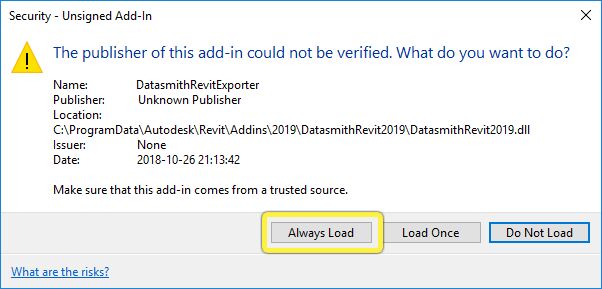 Security - Unsigned Add-In
The publisher of this add-in could not be verified. What do you want to do?
Name: DatasmithRevitExporter
Publisher: Unknown Publisher
Location:
C:\ProgramData\Autodesk\Revit\Addins\2019\DatasmithRevit2019\DatasmithRevit2019.dll
Issuer: None
Date: 2018-10-26 21:13:42
Make sure that this add-in comes from a trusted source.
Always Load Load Once Do Not Load
What are the risks?